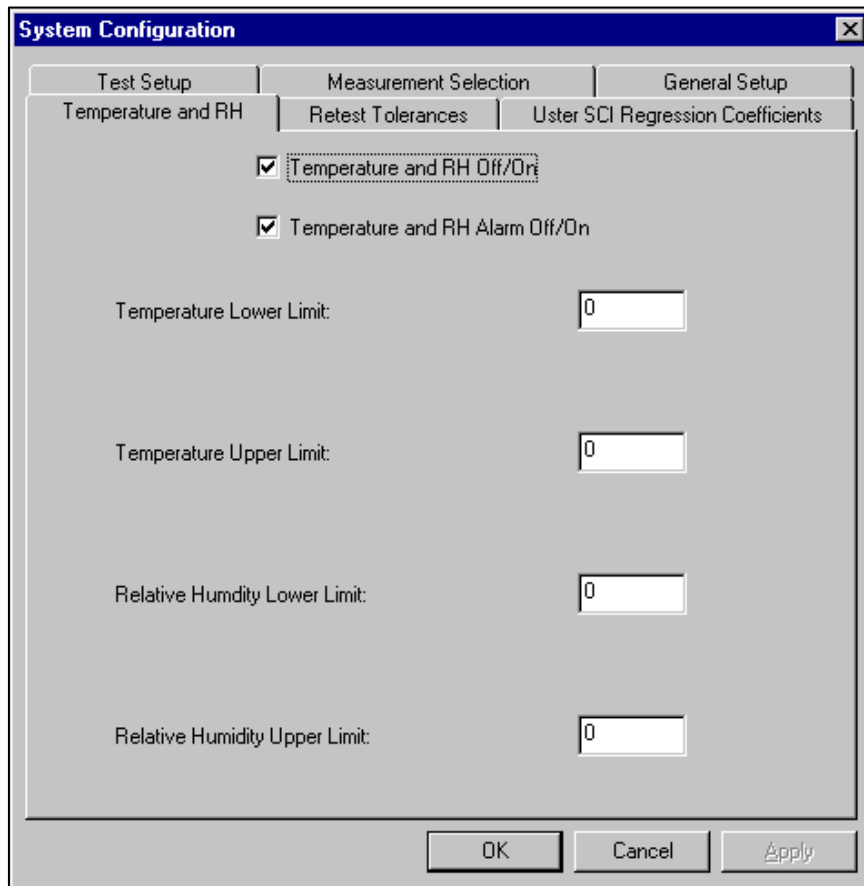 System Configuration
Test Setup Measurement Selection General Setup
Temperature and RH Retest Tolerances Uster SCI Regression Coefficients
Temperature and RH Off/On
Temperature and RH Alarm Off/On
Temperature Lower Limit: 0
Temperature Upper Limit: 0
Relative Humdity Lower Limit: 0
Relative Humidity Upper Limit: 0
OK Cancel Apply